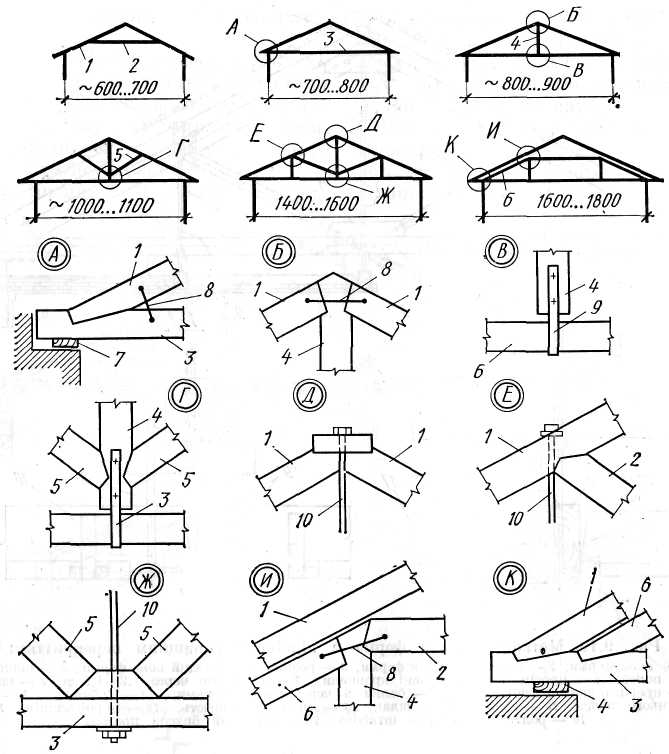 А 3 Б 4
1 2 В
~600...700 ~700...800 ~800...900
5 Г Е Д Ж К И 6
~1000...1100 1400...1600 1600...1800
А 1 8 7 3
Б 1 8 1 4
В 4 9 6
Г 4 5 5 3
Д 1 1 10
Е 1 2 10
Ж 5 10 5 3
И 1 2 8 6 4
К 1 6 4 3